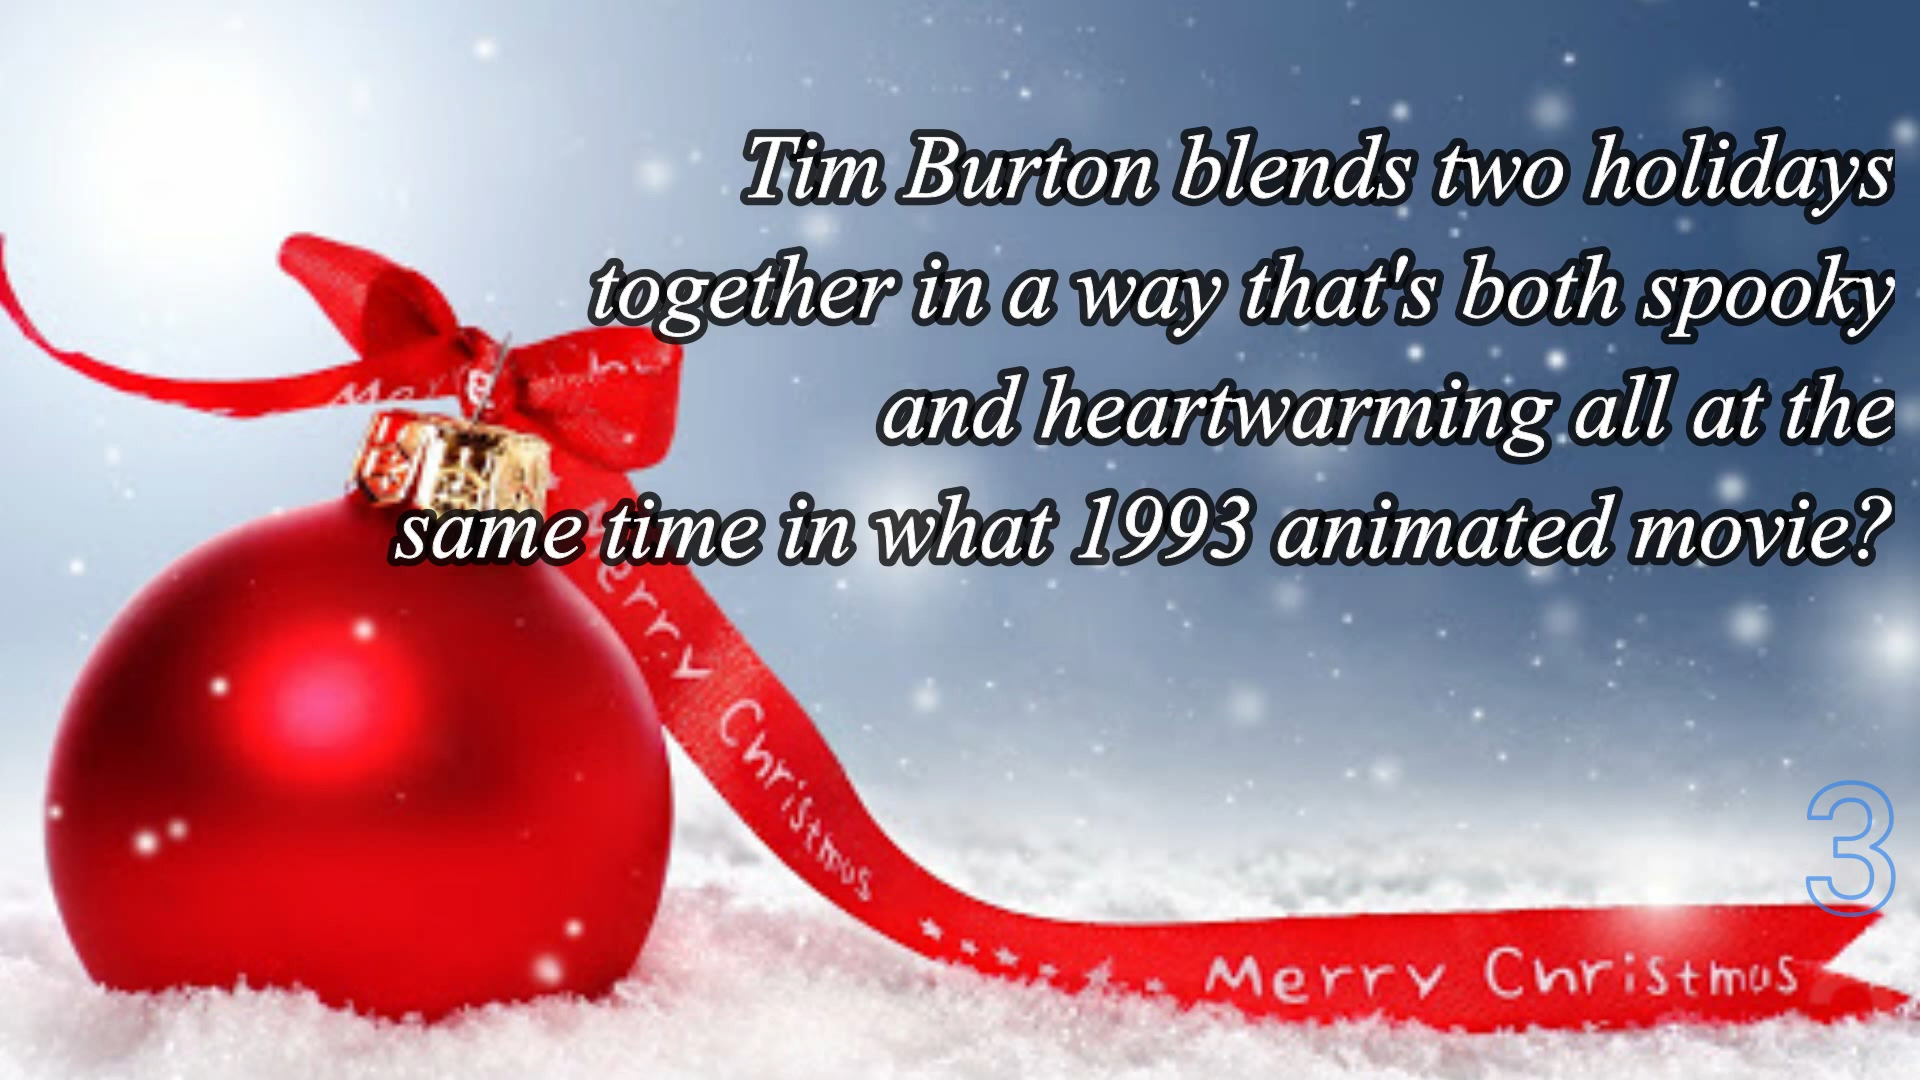 Tim Burton blends two holidays
together in a way that's both spooky
and heartwarming all at the
same time in what 1993 animated movie?
Merry Christmas
3
Merry Christmas